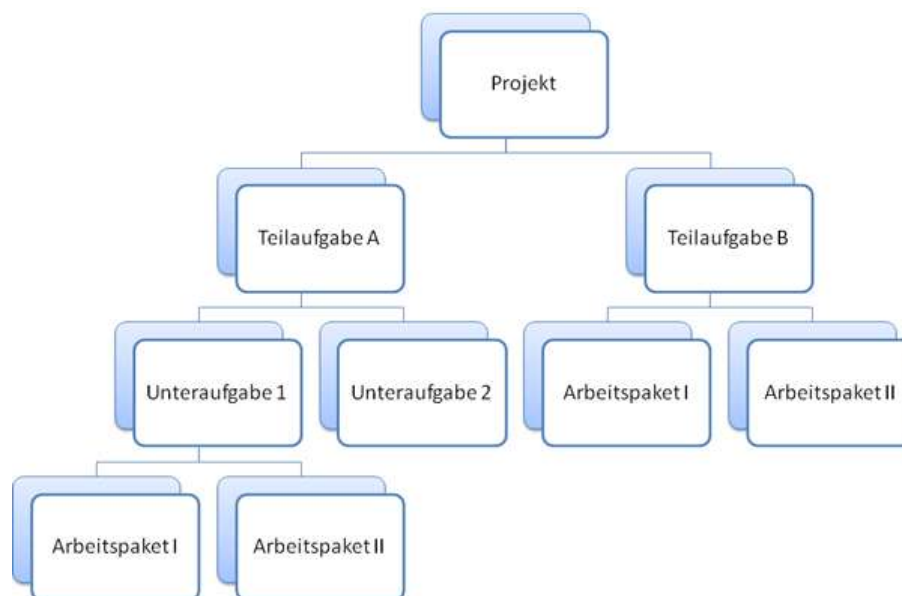 Projekt
Teilaufgabe A
Teilaufgabe B
Unteraufgabe 1
Unteraufgabe 2
Arbeitspaket I
Arbeitspaket II
Arbeitspaket I
Arbeitspaket II